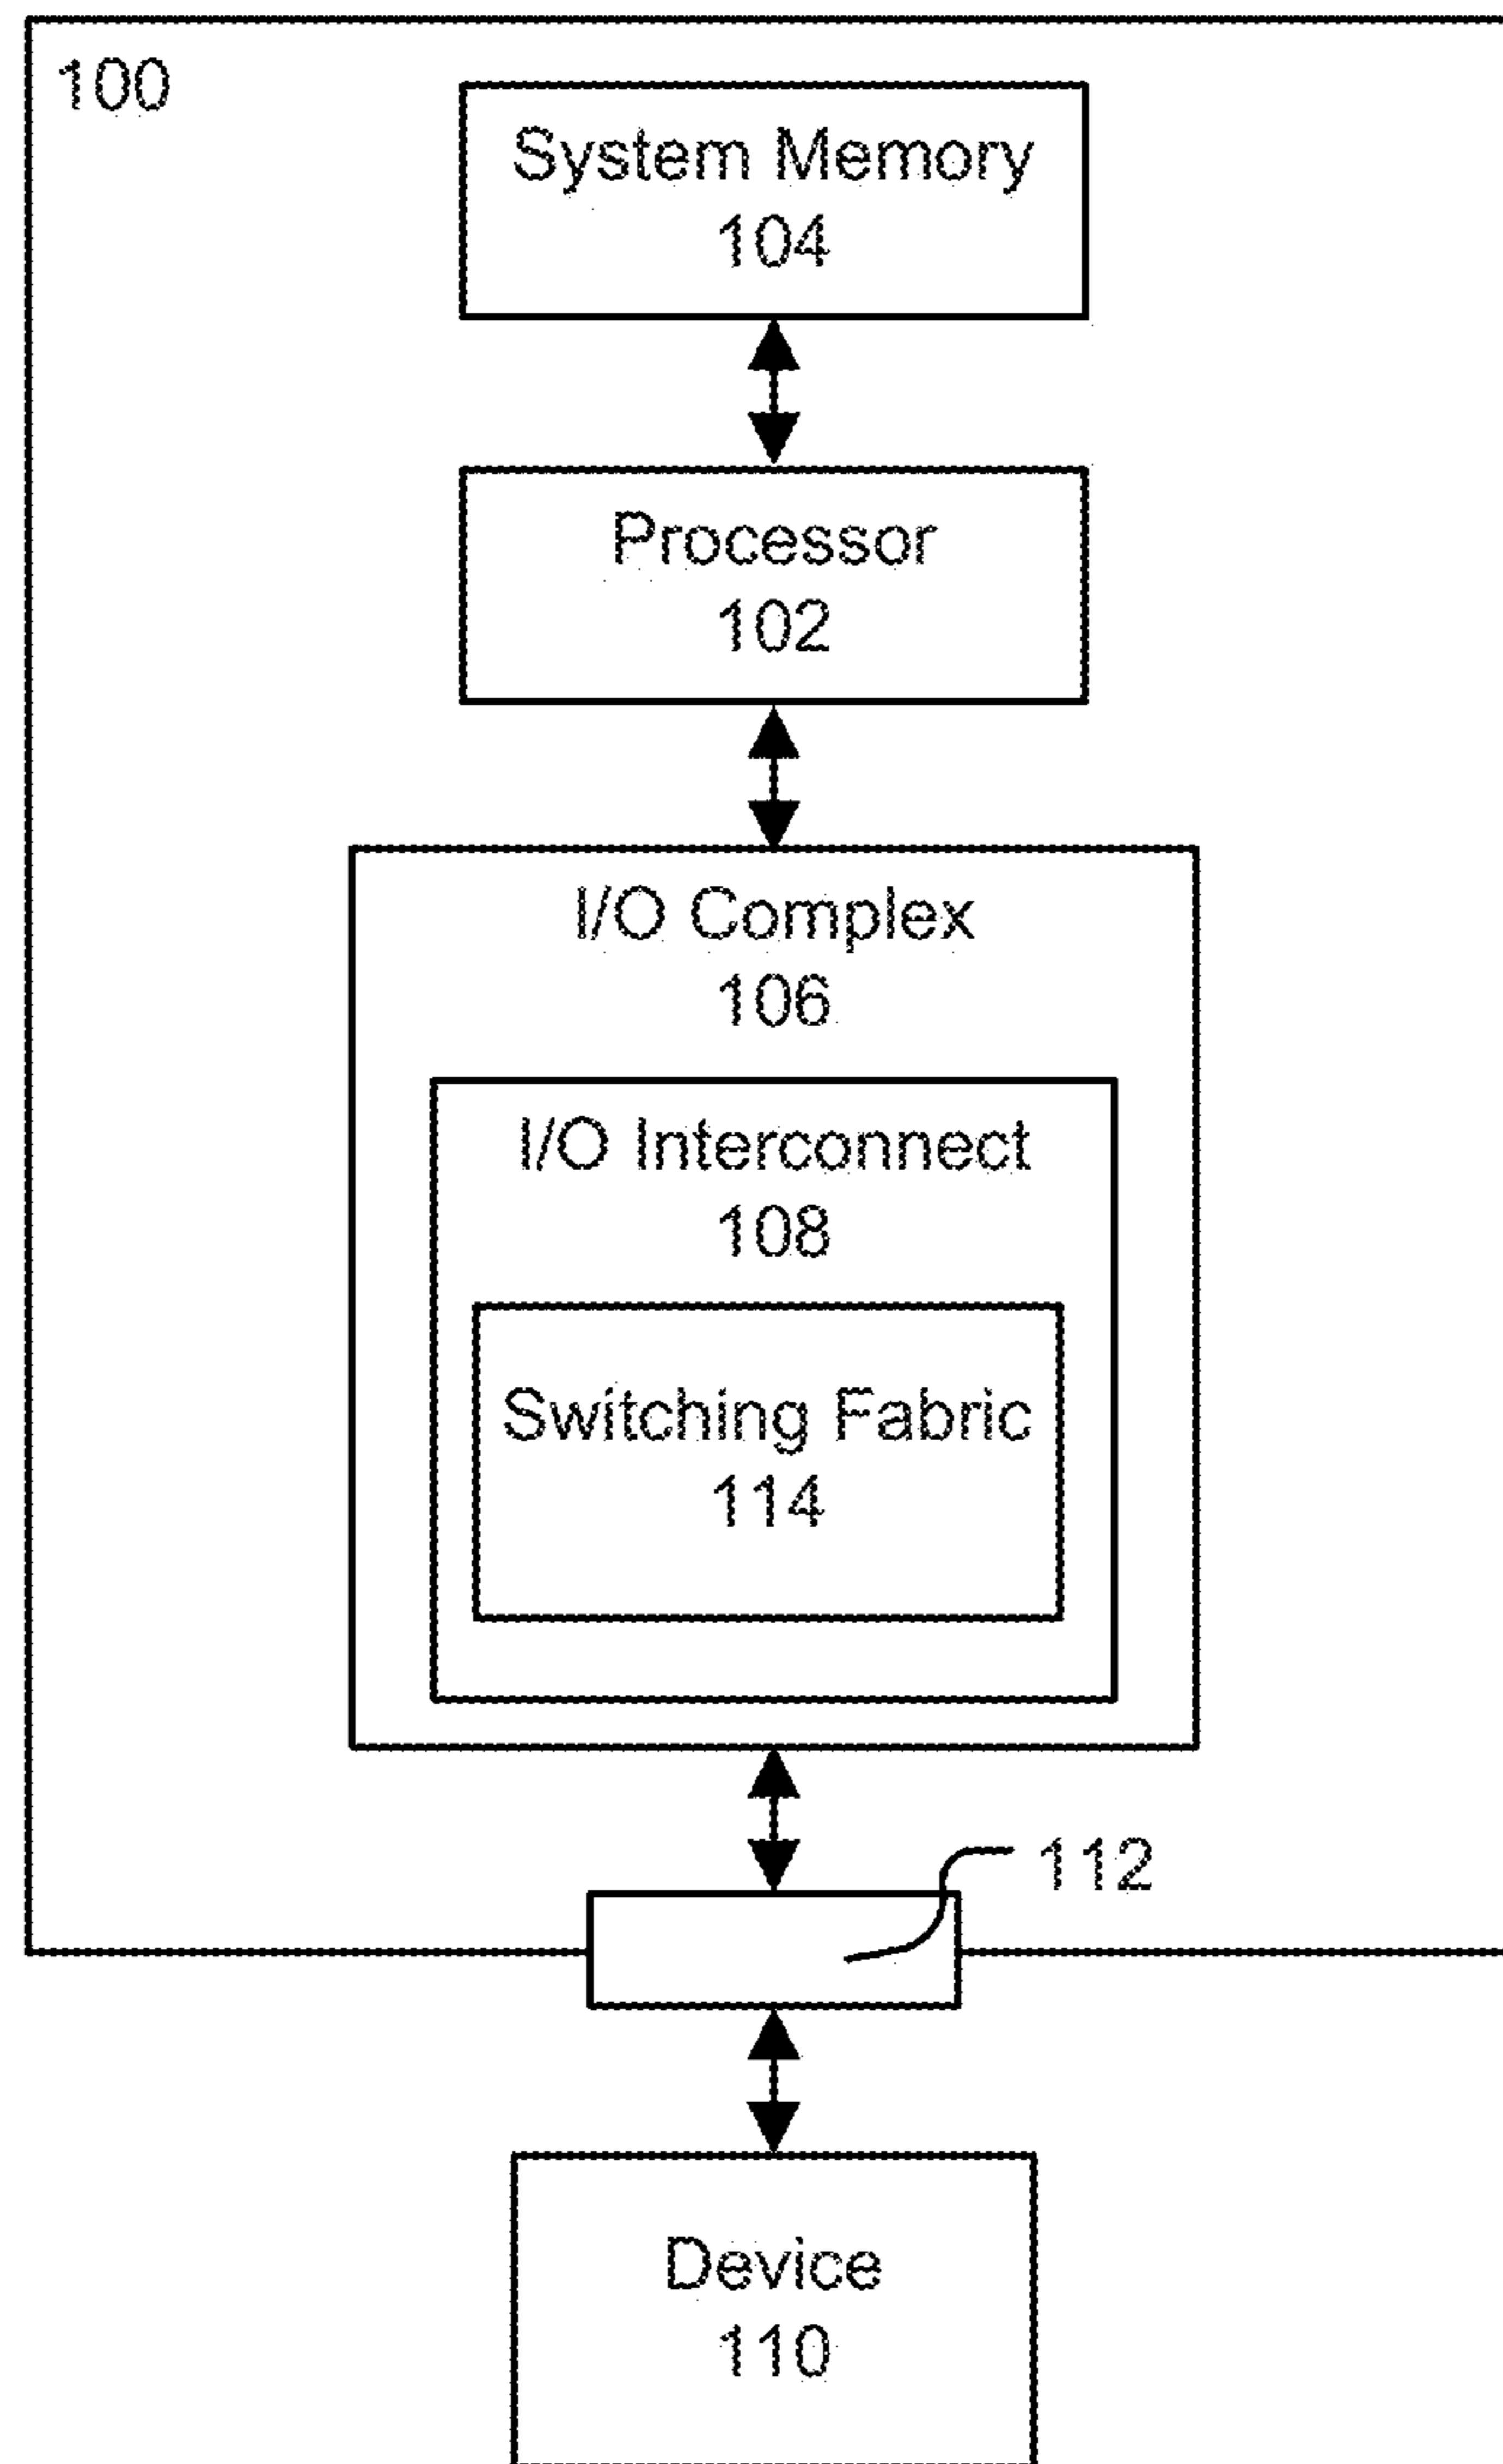 100
System Memory
104
Processor
102
I/O Complex
106
I/O Interconnect
108
Switching Fabric
114
112
Device
110